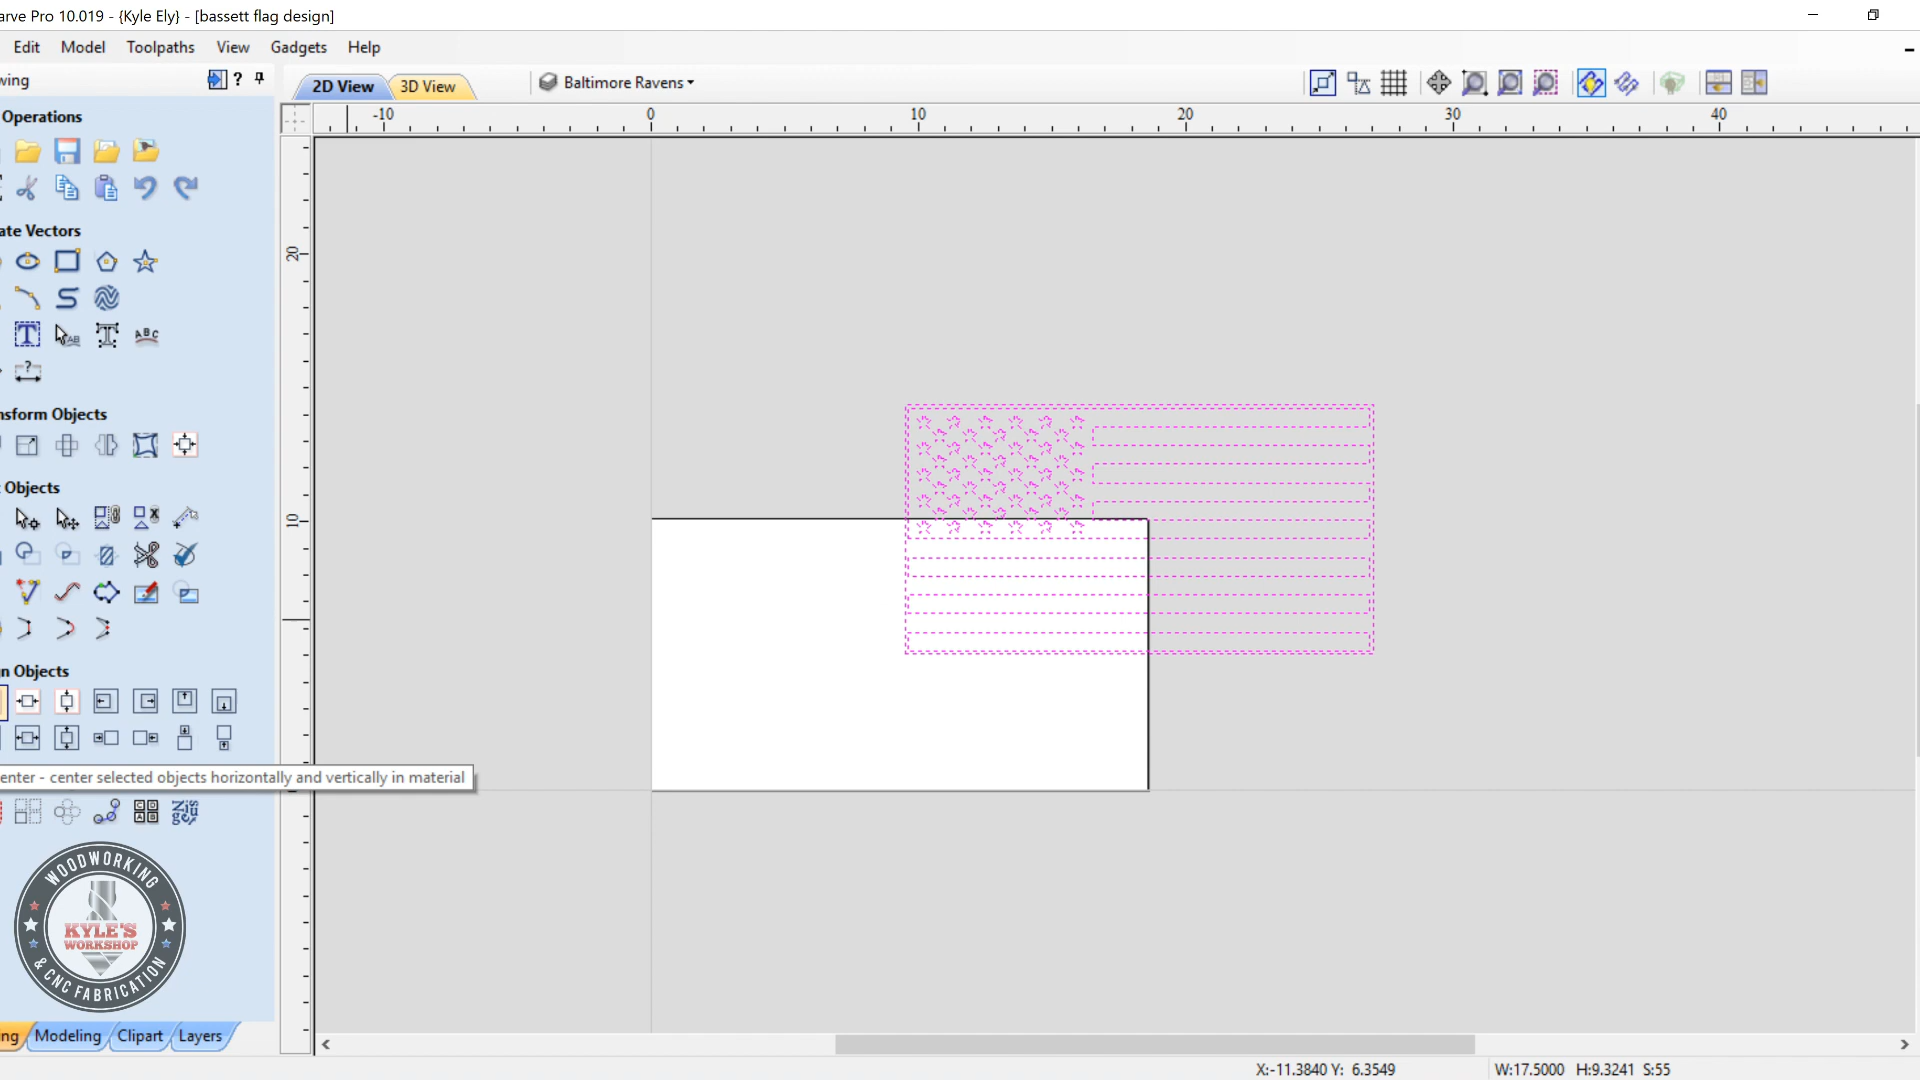 arve Pro 10.019 - {Kyle Ely} - [bassett flag design]
Edit Model Toolpaths View Gadgets Help
wing
2D View 3D View Baltimore Ravens
-10 0 10 20 30 40
Operations
ate Vectors
nsform Objects
: Objects
n Objects
20
10
enter - center selected objects horizontally and vertically in material
WOODWORKING
KYLE'S
WORKSHOP
& CNC FABRICATION
ing Modeling Clipart Layers
X:-11.3840 Y: 6.3549 W:17.5000 H:9.3241 S:55